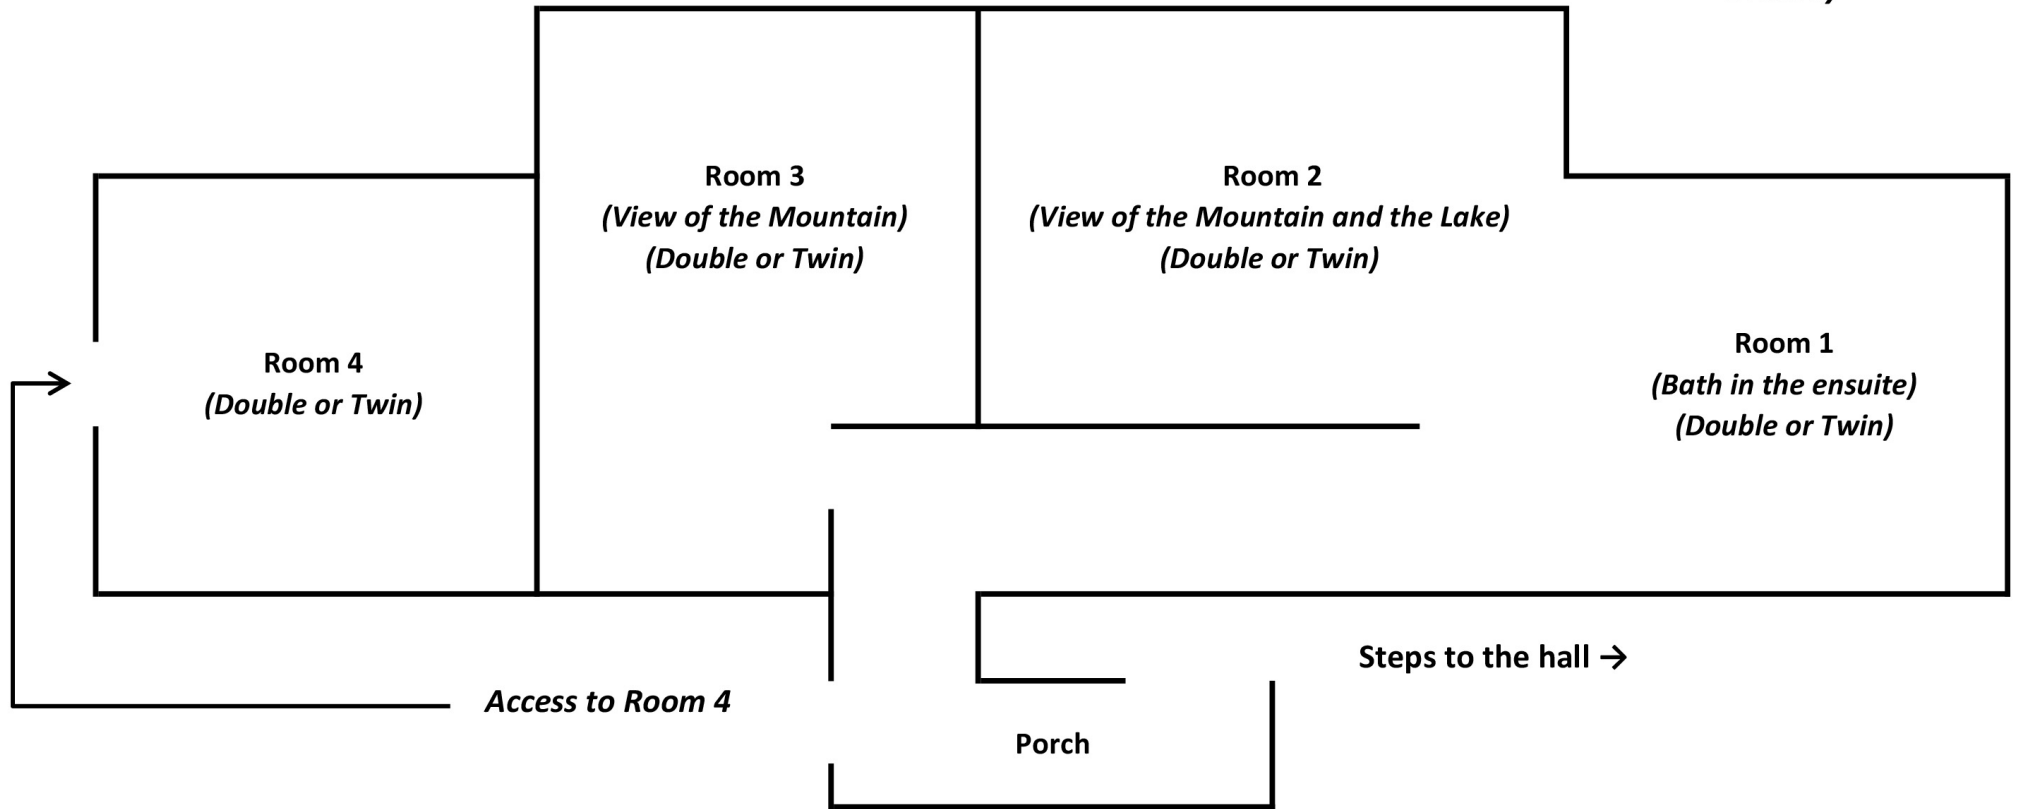 Room 3
(View of the Mountain)
(Double or Twin)
Room 2
(View of the Mountain and the Lake)
(Double or Twin)
Room 4
(Double or Twin)
Room 1
(Bath in the ensuite)
(Double or Twin)
Steps to the hall →
Access to Room 4
Porch